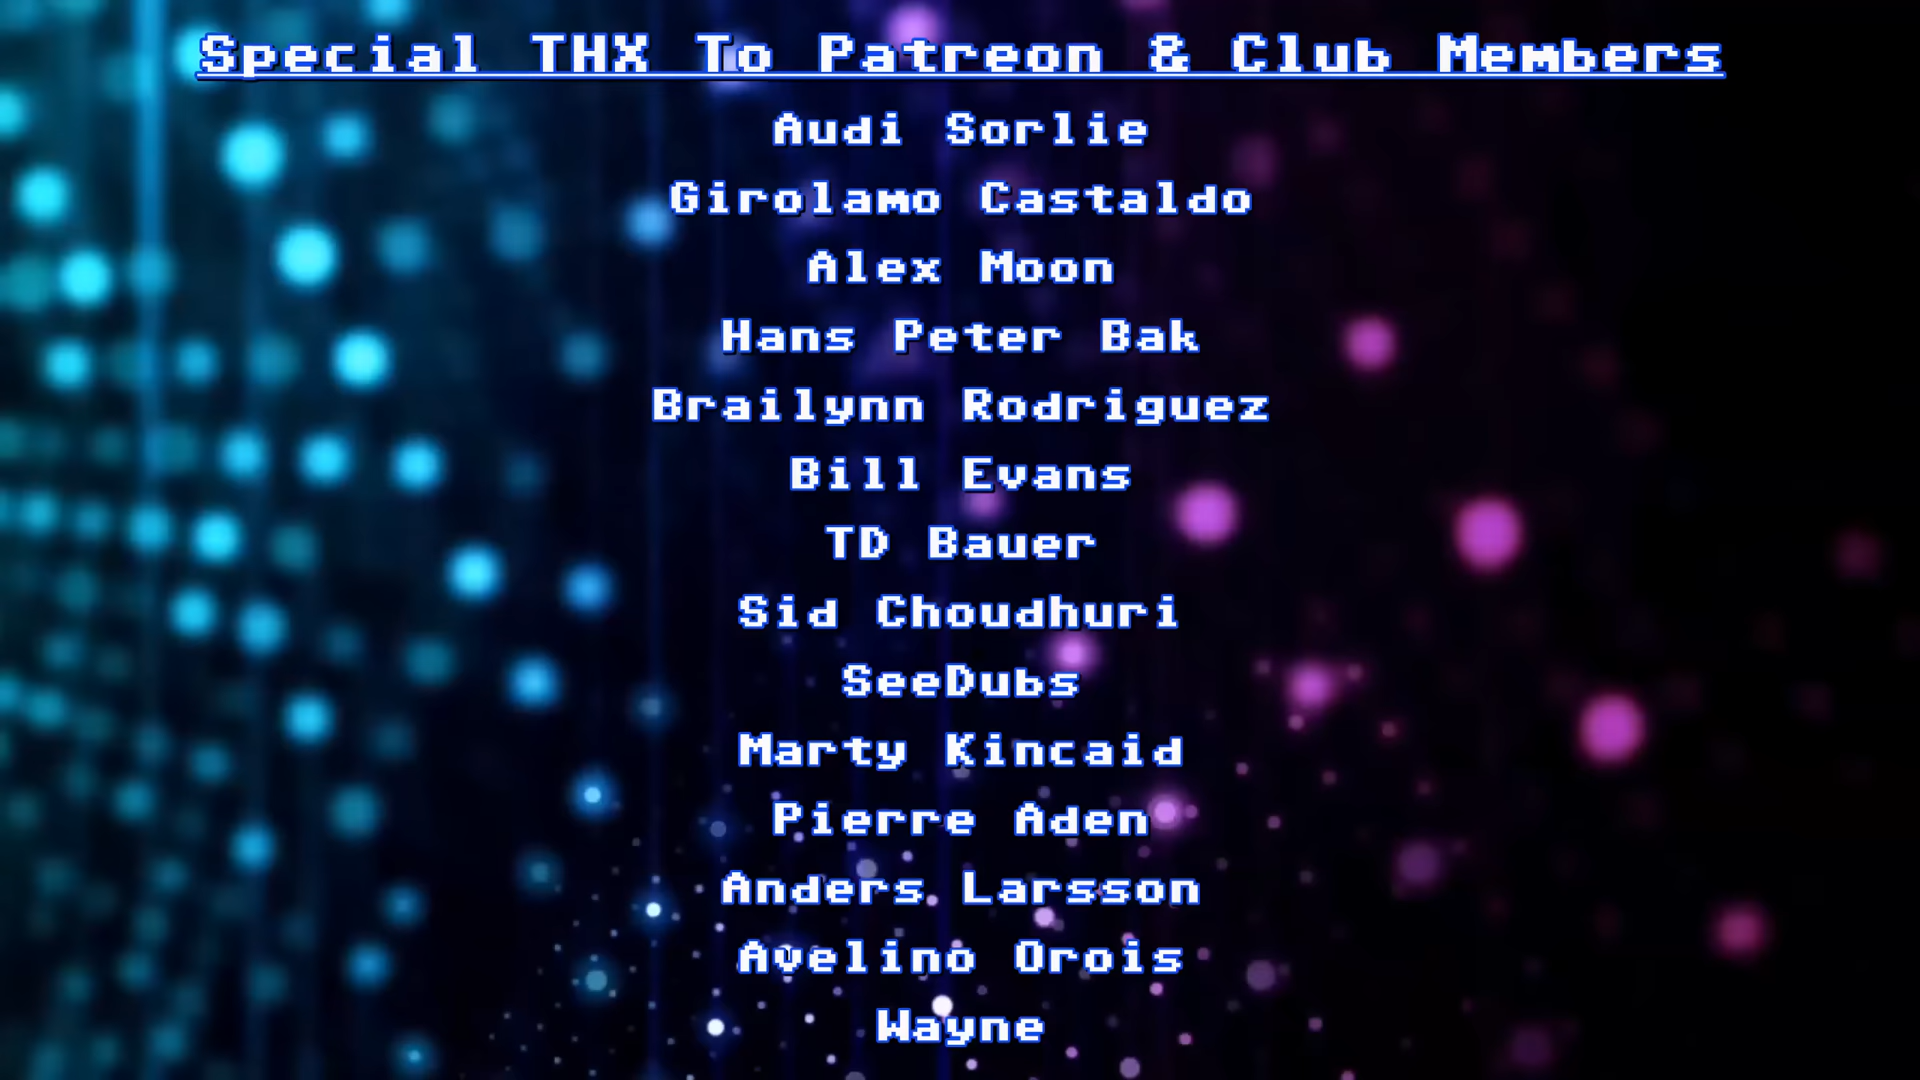 Special THX To Patreon & Club Members
Audi Sorlie
Girolamo Castaldo
Alex Moon
Hans Peter Bak
Brailynn Rodriguez
Bill Evans
TD Bauer
Sid Choudhuri
SeeDubs
Marty Kincaid
Pierre Aden
Anders Larsson
Avelino Orois
Wayne